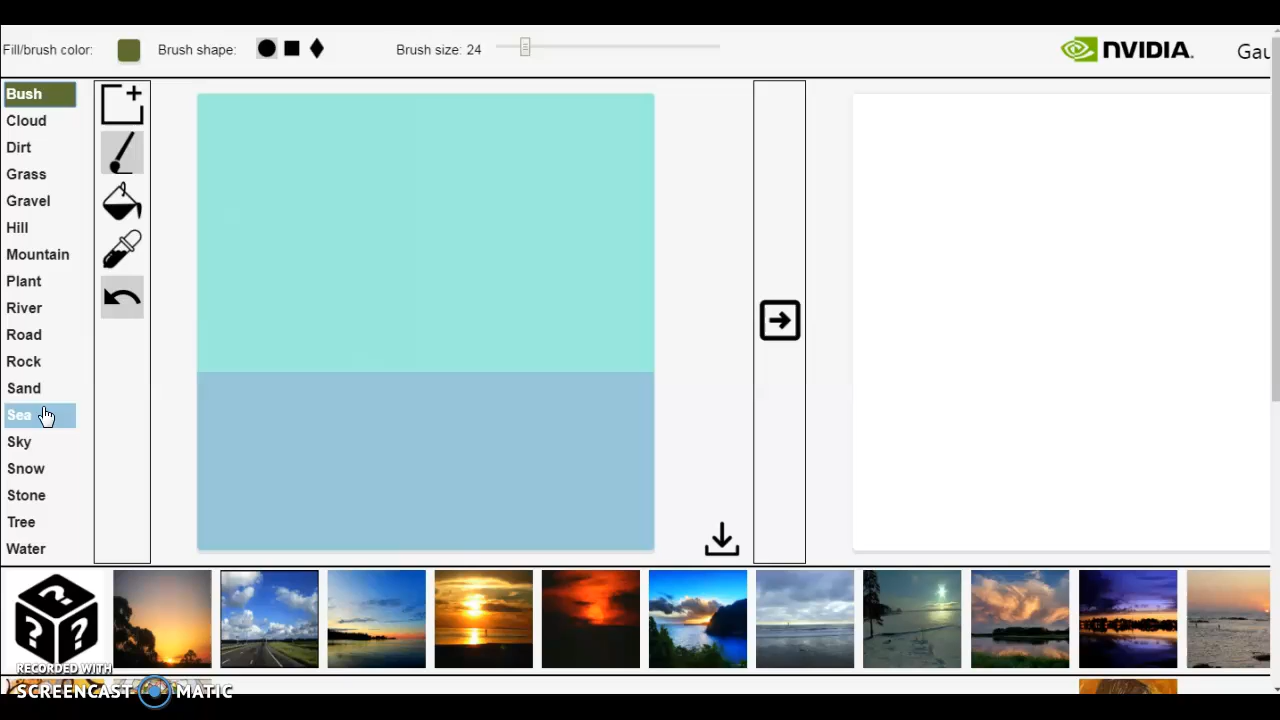 Fill/brush color: Brush shape: Brush size: 24 NVIDIA. Gau
Bush
Cloud
Dirt
Grass
Gravel
Hill
Mountain
Plant
River
Road
Rock
Sand
Sea
Sky
Snow
Stone
Tree
Water
? ? ?
RECORDED WITH
SCREENCAST MATIC